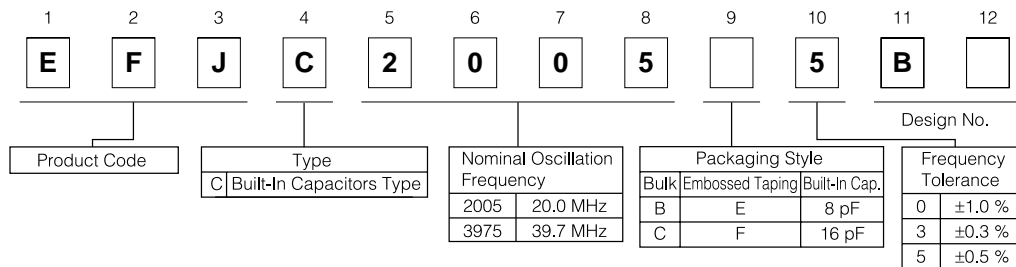 1 2 3 4 5 6 7 8 9 10 11 12
E F J C 2 0 0 5 5 B
Design No.
Product Code
Type
C Built-In Capacitors Type
Nominal Oscillation
Frequency
2005 20.0 MHz
3975 39.7 MHz
Packaging Style
Bulk Embossed Taping Built-In Cap.
B E 8 pF
C F 16 pF
Frequency
Tolerance
0 ±1.0 %
3 ±0.3 %
5 ±0.5 %